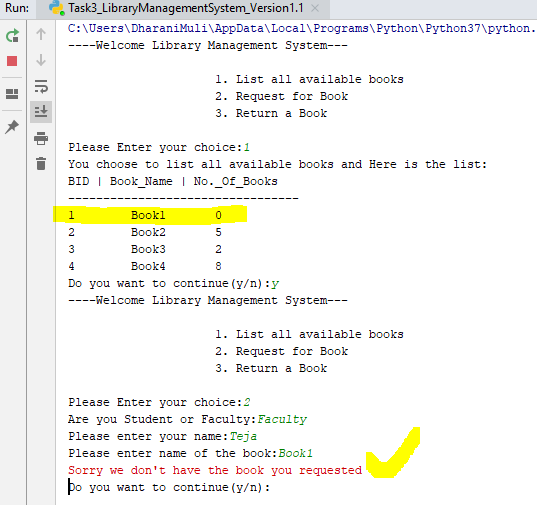 Run: Task3_LibraryManagementSystem_Version1.1 ×
C:\Users\DharaniMuli\AppData\Local\Programs\Python\Python37\python.
----Welcome Library Management System---
1. List all available books
2. Request for Book
3. Return a Book
Please Enter your choice:1
You choose to list all available books and Here is the list:
BID | Book_Name | No._Of_Books
---------------------------------
1 Book1 0
2 Book2 5
3 Book3 2
4 Book4 8
Do you want to continue(y/n):y
----Welcome Library Management System---
1. List all available books
2. Request for Book
3. Return a Book
Please Enter your choice:2
Are you Student or Faculty:Faculty
Please enter your name:Teja
Please enter name of the book:Book1
Sorry we don't have the book you requested
Do you want to continue(y/n):